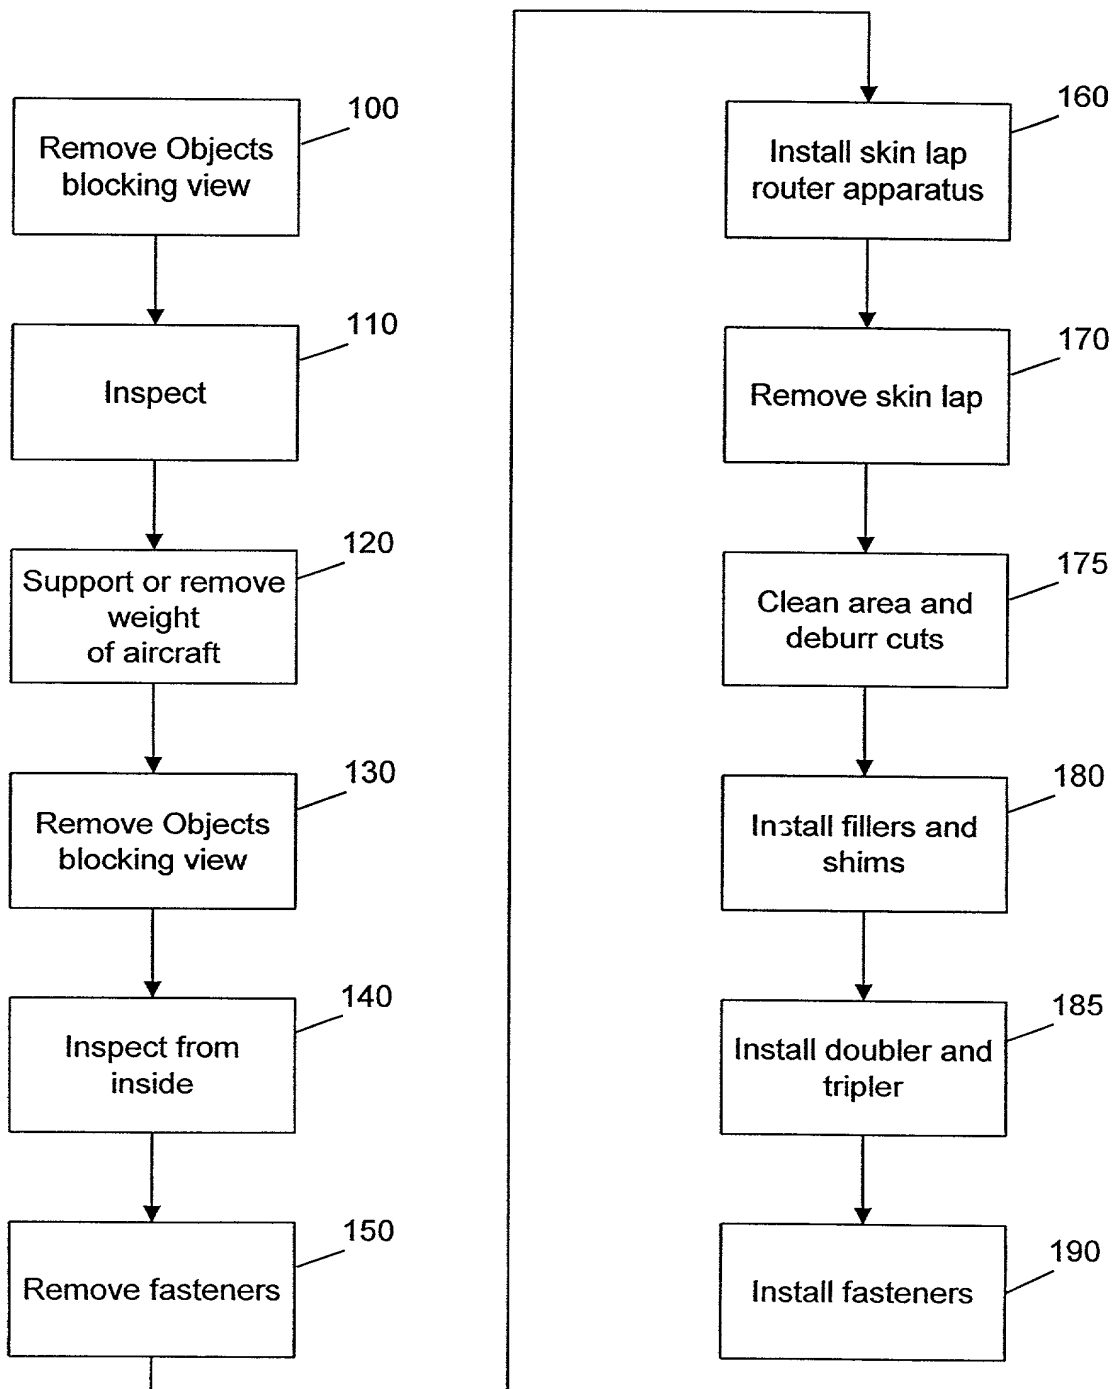 100
Remove Objects
blocking view
110
Inspect
120
Support or remove
weight
of aircraft
130
Remove Objects
blocking view
140
Inspect from
inside
150
Remove fasteners
160
Install skin lap
router apparatus
170
Remove skin lap
175
Clean area and
deburr cuts
180
Install fillers and
shims
185
Install doubler and
tripler
190
Install fasteners